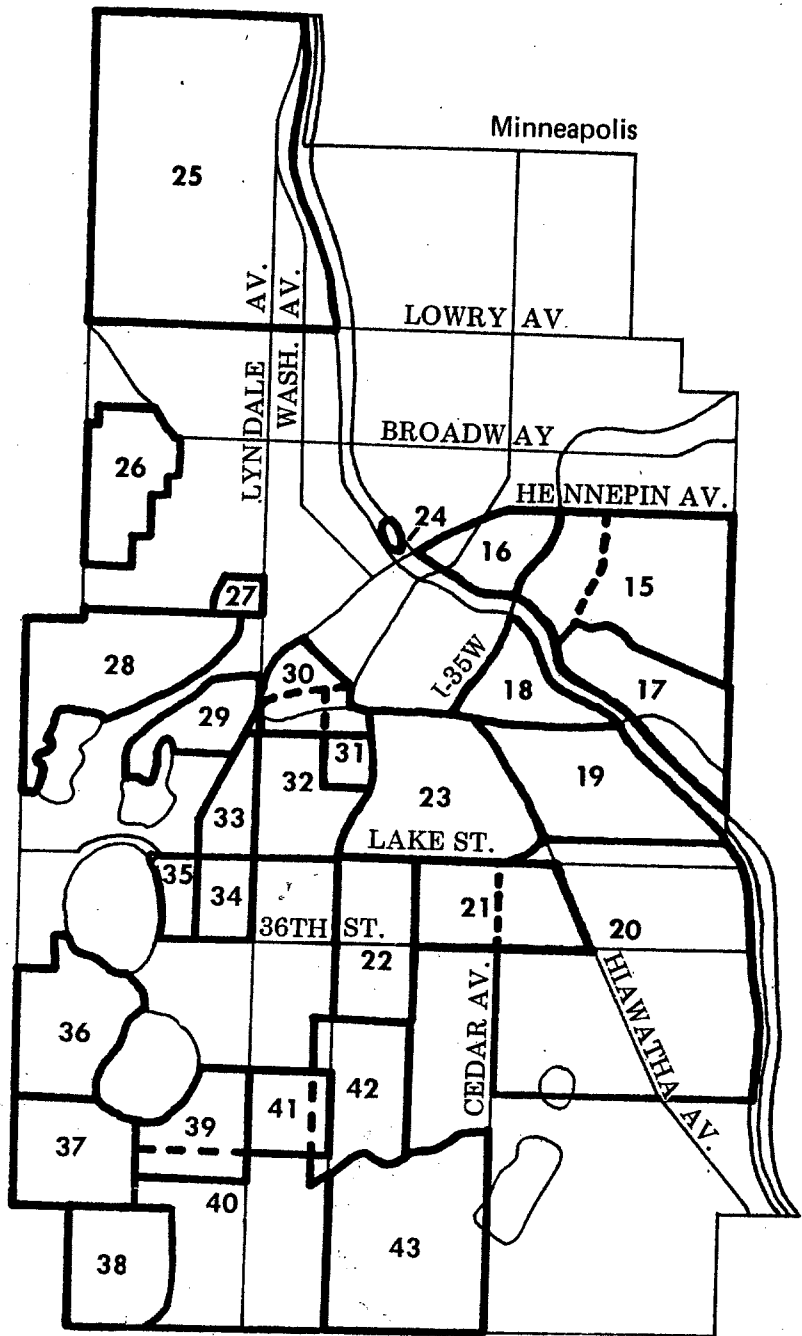 Minneapolis
25
LYNDALE AV.
WASH. AV.
LOWRY AV
BROADWAY
26
HENNEPIN AV.
24
16
15
27
28
30
I-35W
18
17
29
31
32
23
19
33
LAKE ST.
35
34
21
20
36TH ST.
22
HIAWATHA AV.
CEDAR AV.
36
42
41
39
37
40
43
38